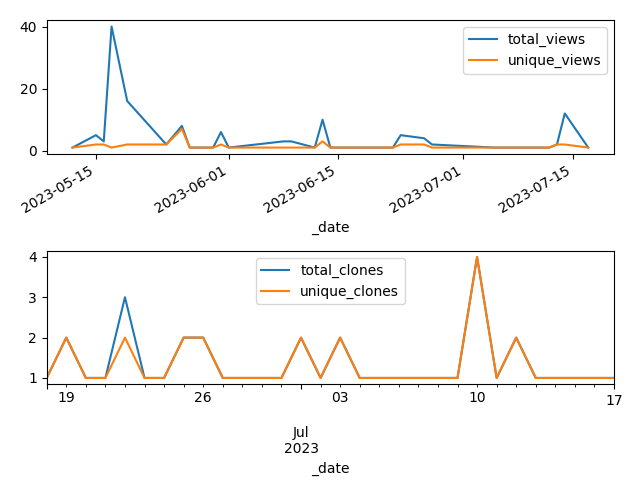 40
20
0
total_views
unique_views
2023-05-15
2023-06-01
2023-06-15
2023-07-01
2023-07-15
_date
4
3
2
1
total_clones
unique_clones
19
26
03
10
17
Jul
2023
_date